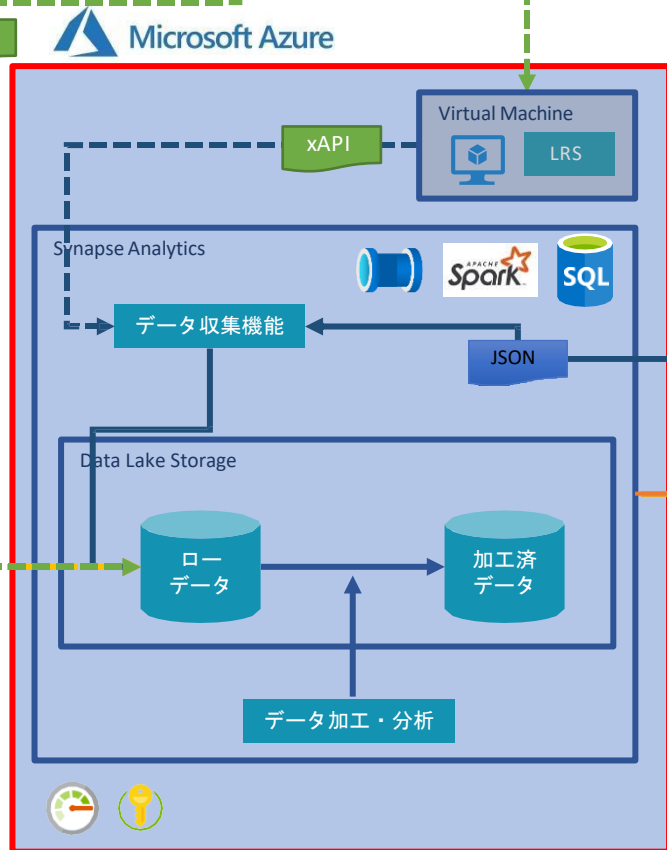 Microsoft Azure
Virtual Machine
xAPI
LRS
Synapse Analytics
APACHE
Spark
SQL
データ収集機能
JSON
Data Lake Storage
ロー
データ
加工済
データ
データ加工・分析